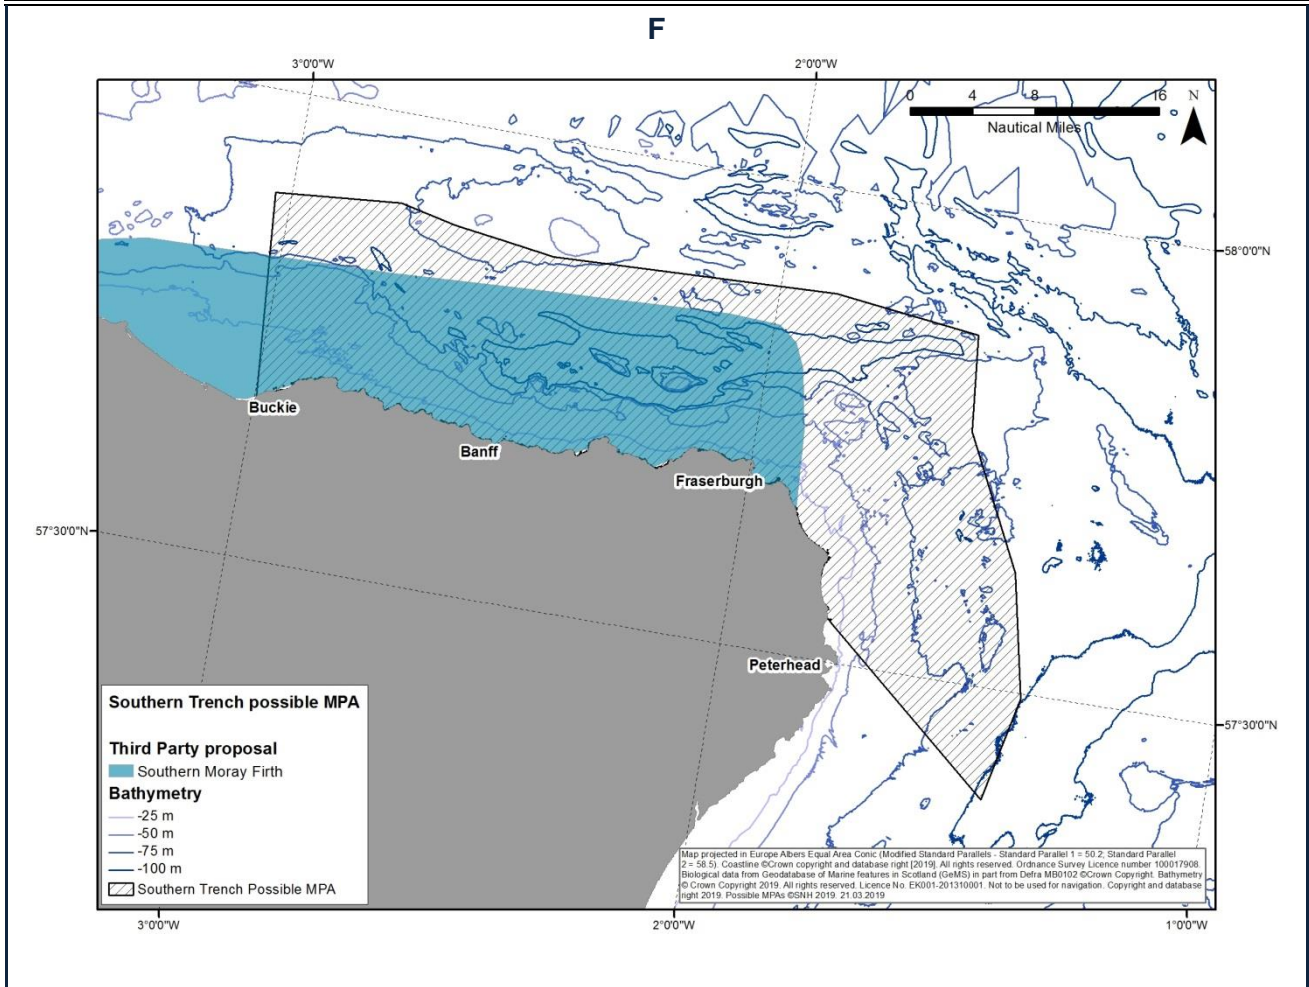 F
3°0'0"W
2°0'0"W
0 4 8 16
Nautical Miles
N
58°0'0"N
Buckie
Banff
Fraserburgh
57°30'0"N
Peterhead
57°30'0"N
Southern Trench possible MPA
Third Party proposal
Southern Moray Firth
Bathymetry
-25 m
-50 m
-75 m
-100 m
Southern Trench Possible MPA
Map projected in Europe Albers Equal Area Conic (Modified Standard Parallels - Standard Parallel 1 = 50.2; Standard Parallel
2 = 58.5). Coastline ©Crown copyright and database right [2019]. All rights reserved. Ordnance Survey Licence number 100017908.
Biological data from Geodatabase of Marine features in Scotland (GeMS) in part from Defra MB0102 ©Crown Copyright. Bathymetry
© Crown Copyright 2019. All rights reserved. Licence No. EK001-201310001. Not to be used for navigation. Copyright and database
right 2019. Possible MPAs ©SNH 2019. 21.03.2019
3°0'0"W
2°0'0"W
1°0'0"W